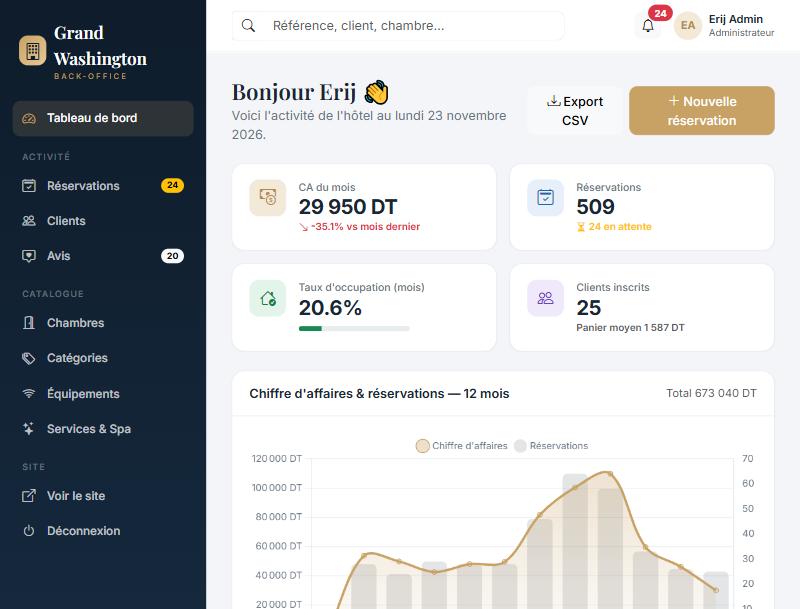 Grand
Washington
BACK-OFFICE
Tableau de bord
ACTIVITÉ
Réservations 24
Clients
Avis 20
CATALOGUE
Chambres
Catégories
Équipements
Services & Spa
SITE
Voir le site
Déconnexion
Référence, client, chambre...
24
EA
Erij Admin
Administrateur
Bonjour Erij 👋
Voici l'activité de l'hôtel au lundi 23 novembre
2026.
Export
CSV
+ Nouvelle
réservation
CA du mois
29 950 DT
-35.1% vs mois dernier
Réservations
509
24 en attente
Taux d'occupation (mois)
20.6%
Clients inscrits
25
Panier moyen 1 587 DT
Chiffre d'affaires & réservations — 12 mois
Total 673 040 DT
Chiffre d'affaires
Réservations
120 000 DT
100 000 DT
80 000 DT
60 000 DT
40 000 DT
20 000 DT
70
60
50
40
30
20
10